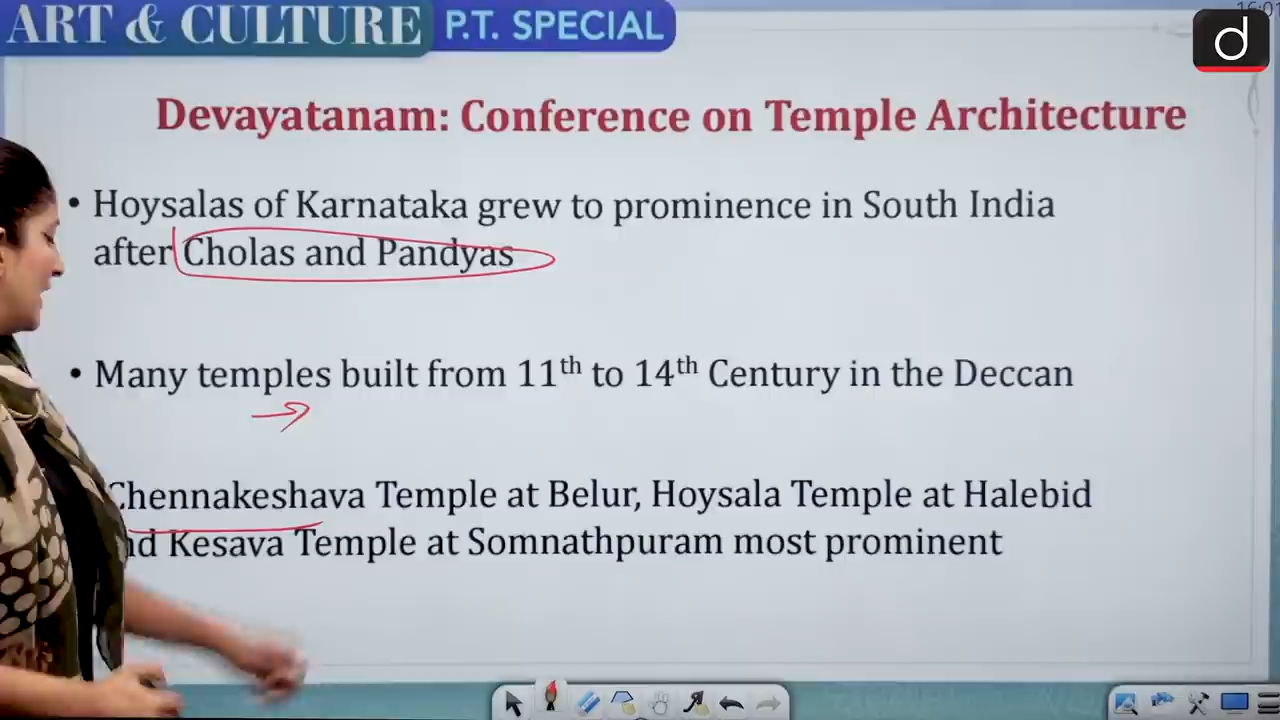 ART & CULTURE P.T. SPECIAL
d
Devayatanam: Conference on Temple Architecture
• Hoysalas of Karnataka grew to prominence in South India
after Cholas and Pandyas
• Many temples built from 11th to 14th Century in the Deccan
Chennakeshava Temple at Belur, Hoysala Temple at Halebid
nd Kesava Temple at Somnathpuram most prominent